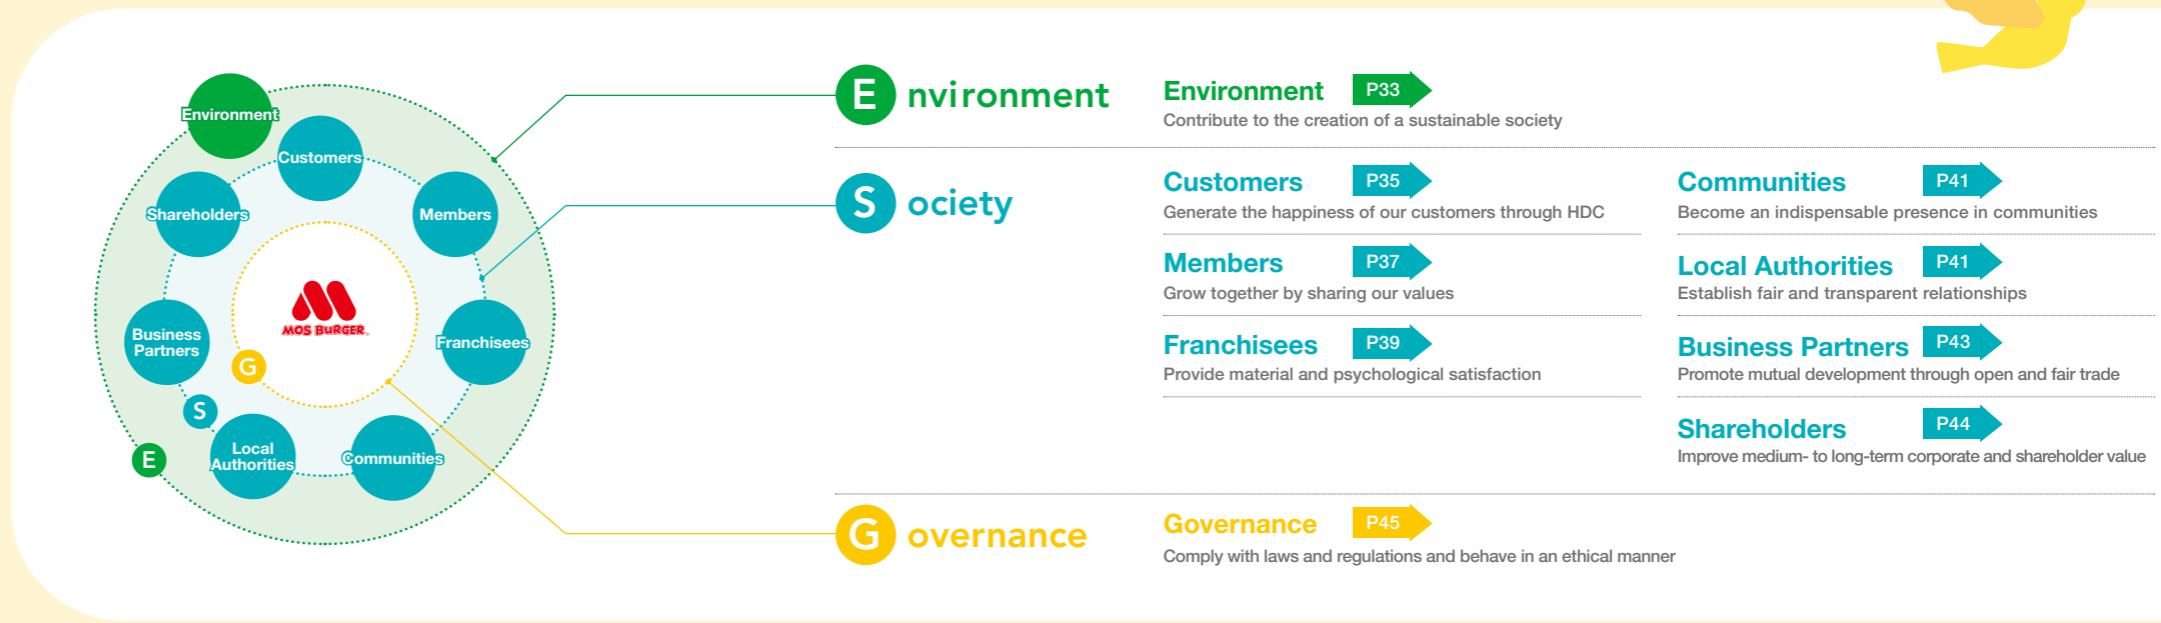 Environment
Customers
Shareholders
Members
MOS BURGER
Business
Partners
Franchisees
G
S
Local
Authorities
Communities
E
E nvironment
Environment P33
Contribute to the creation of a sustainable society
S ociety
Customers P35
Generate the happiness of our customers through HDC
Members P37
Grow together by sharing our values
Franchisees P39
Provide material and psychological satisfaction
Communities P41
Become an indispensable presence in communities
Local Authorities P41
Establish fair and transparent relationships
Business Partners P43
Promote mutual development through open and fair trade
Shareholders P44
Improve medium- to long-term corporate and shareholder value
G overnance
Governance P45
Comply with laws and regulations and behave in an ethical manner